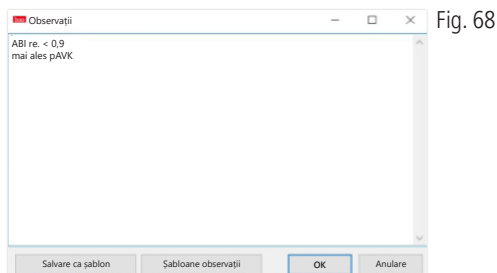 Observații
Fig. 68
ABI re. < 0,9
mai ales pAVK
Salvare ca șablon
Șabloane observații
OK
Anulare